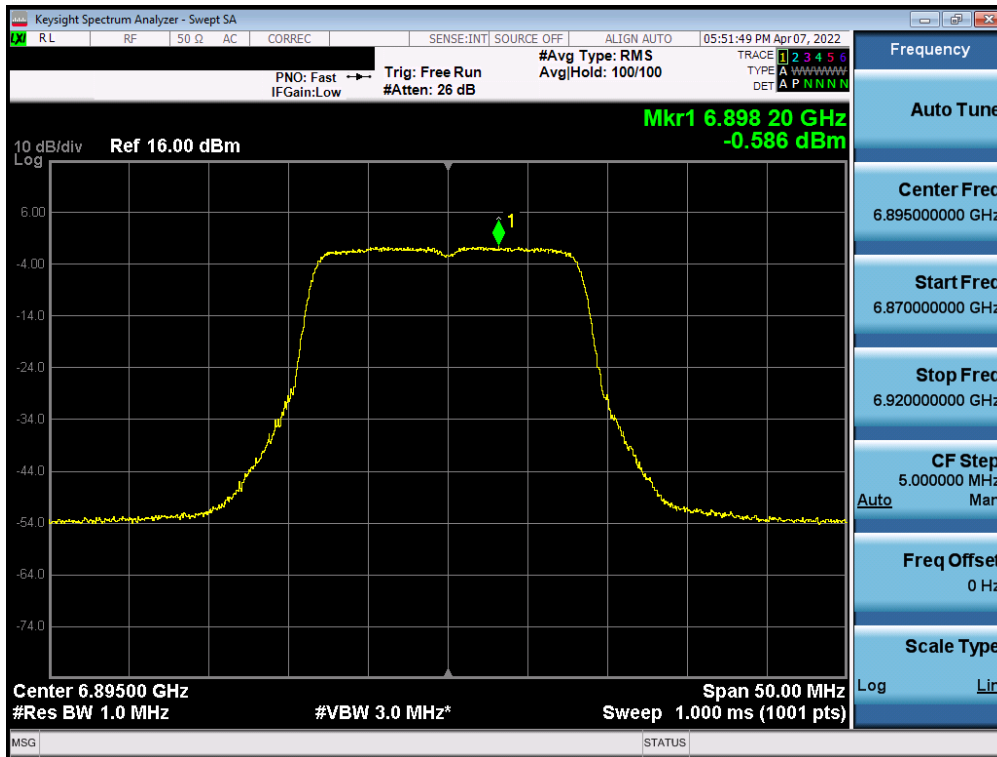 Keysight Spectrum Analyzer - Swept SA
LXI RL RF 50 Ω AC CORREC SENSE:INT SOURCE OFF ALIGN AUTO 05:51:49 PM Apr 07, 2022
PNO: Fast Trig: Free Run #Avg Type: RMS TRACE 1 2 3 4 5 6
IFGain:Low #Atten: 26 dB Avg|Hold: 100/100 TYPE A WWWWW
DET A P N N N N
Mkr1 6.898 20 GHz
-0.586 dBm
10 dB/div Ref 16.00 dBm
Log
1
6.00
-4.00
-14.0
-24.0
-34.0
-44.0
-54.0
-64.0
-74.0
Center 6.89500 GHz Span 50.00 MHz
#Res BW 1.0 MHz #VBW 3.0 MHz* Sweep 1.000 ms (1001 pts)
MSG STATUS
Frequency
Auto Tune
Center Freq
6.895000000 GHz
Start Freq
6.870000000 GHz
Stop Freq
6.920000000 GHz
CF Step
5.000000 MHz
Auto Man
Freq Offset
0 Hz
Scale Type
Log Lin